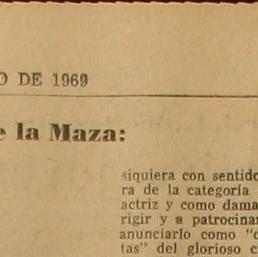 O DE 1969
e la Maza:
siquiera con sentido
ra de la categoría
actriz y como dama
rigir y a patrocinar
anunciarlo como "
tas" del glorioso